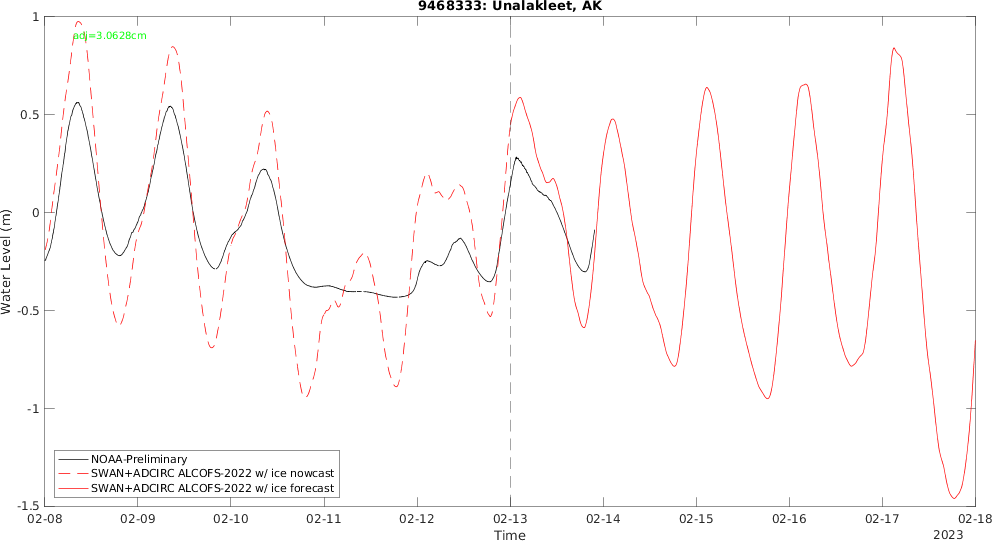 9468333: Unalakleet, AK
adj=3.0628cm
1
0.5
0
-0.5
-1
-1.5
Water Level (m)
NOAA-Preliminary
SWAN+ADCIRC ALCOFS-2022 w/ ice nowcast
SWAN+ADCIRC ALCOFS-2022 w/ ice forecast
02-08 02-09 02-10 02-11 02-12 02-13 02-14 02-15 02-16 02-17 02-18
Time
2023